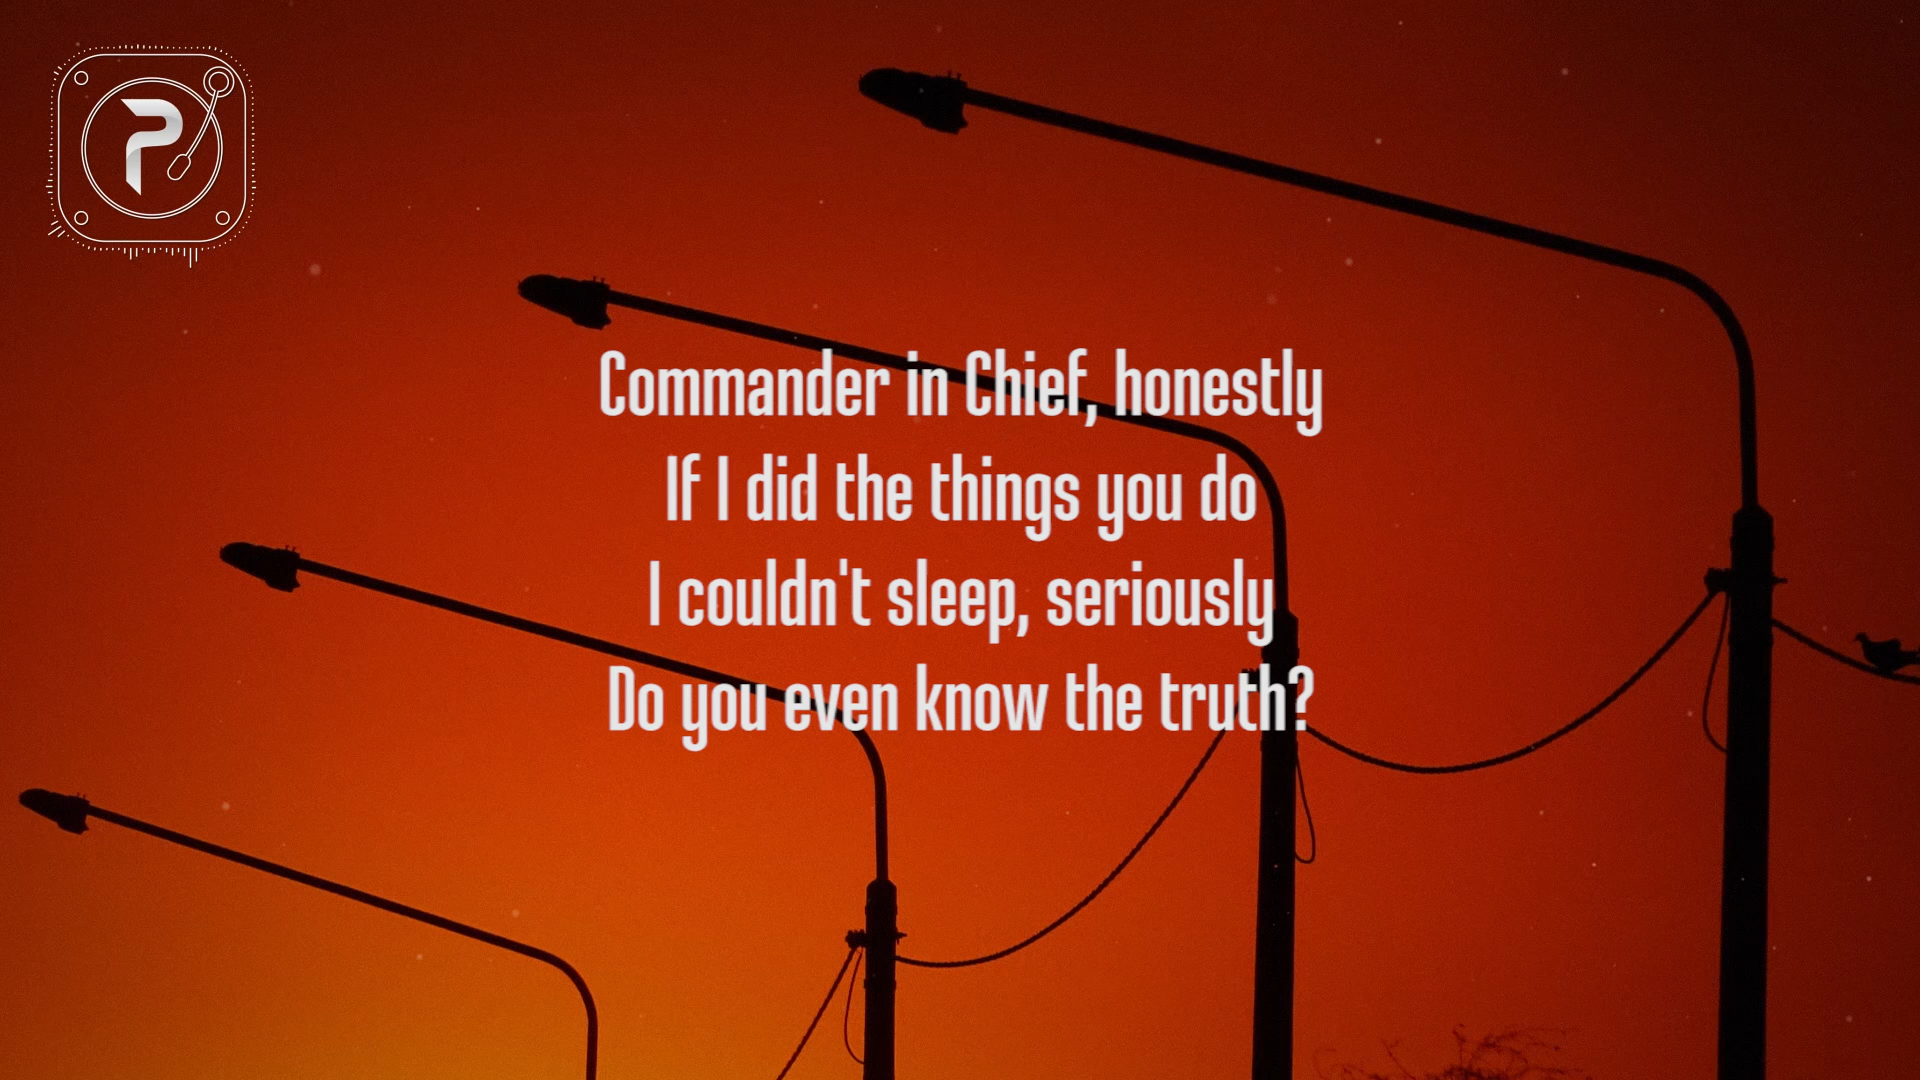 P
Commander in Chief, honestly
If I did the things you do
I couldn't sleep, seriously
Do you even know the truth?